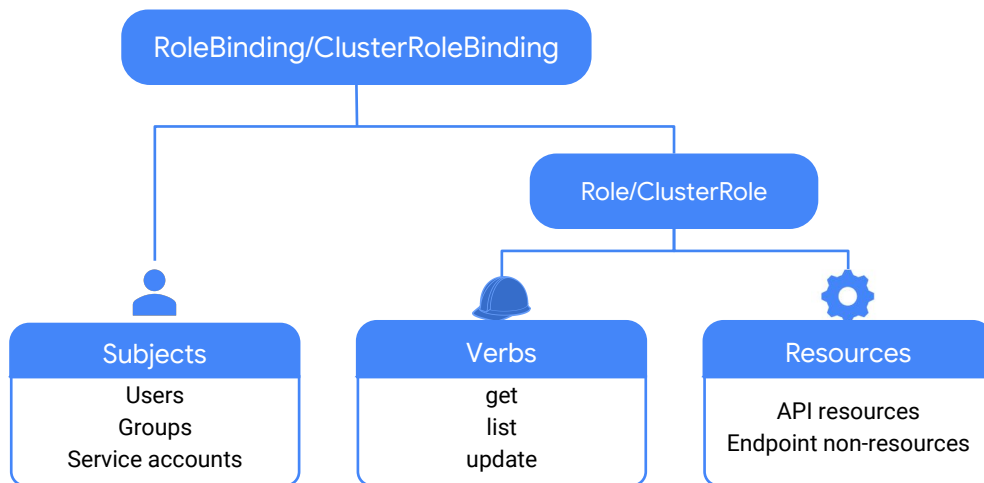 RoleBinding/ClusterRoleBinding
Role/ClusterRole
Subjects
Users
Groups
Service accounts
Verbs
get
list
update
Resources
API resources
Endpoint non-resources